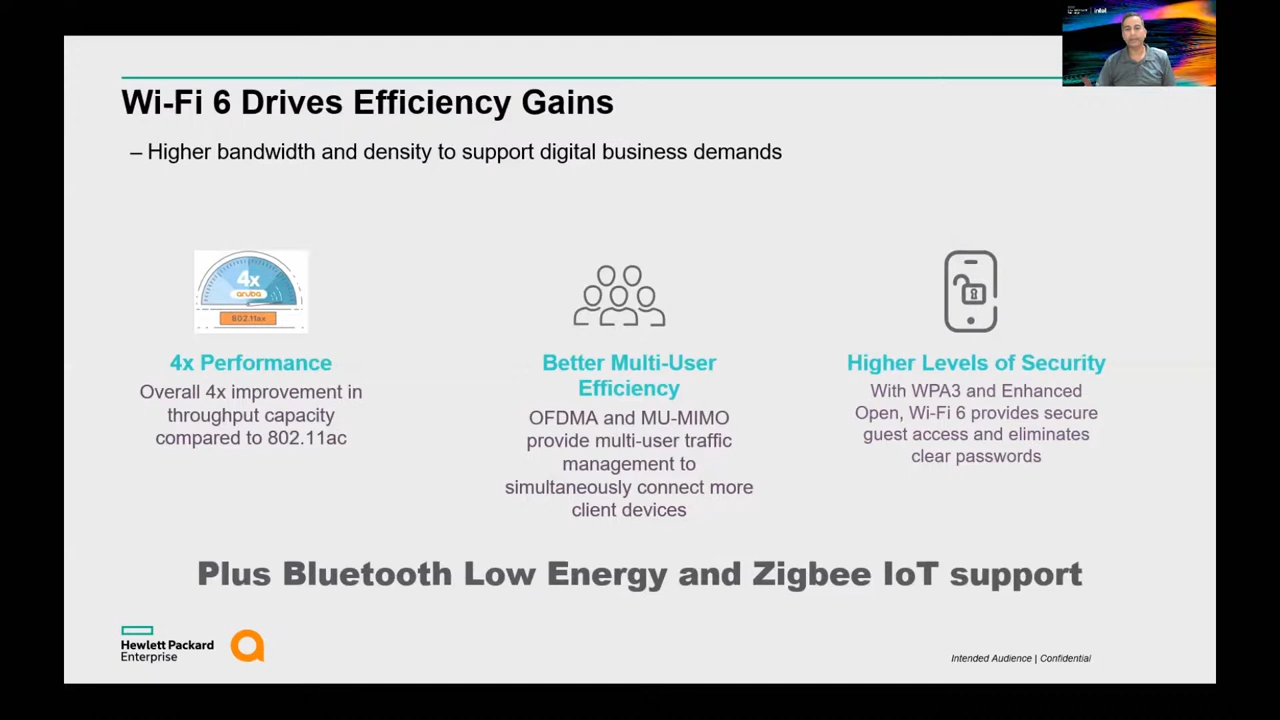 intel
Wi-Fi 6 Drives Efficiency Gains
– Higher bandwidth and density to support digital business demands
4x
aruba
802.11ax
4x Performance
Overall 4x improvement in
throughput capacity
compared to 802.11ac
Better Multi-User
Efficiency
OFDMA and MU-MIMO
provide multi-user traffic
management to
simultaneously connect more
client devices
Higher Levels of Security
With WPA3 and Enhanced
Open, Wi-Fi 6 provides secure
guest access and eliminates
clear passwords
Plus Bluetooth Low Energy and Zigbee IoT support
Hewlett Packard
Enterprise
Intended Audience | Confidential